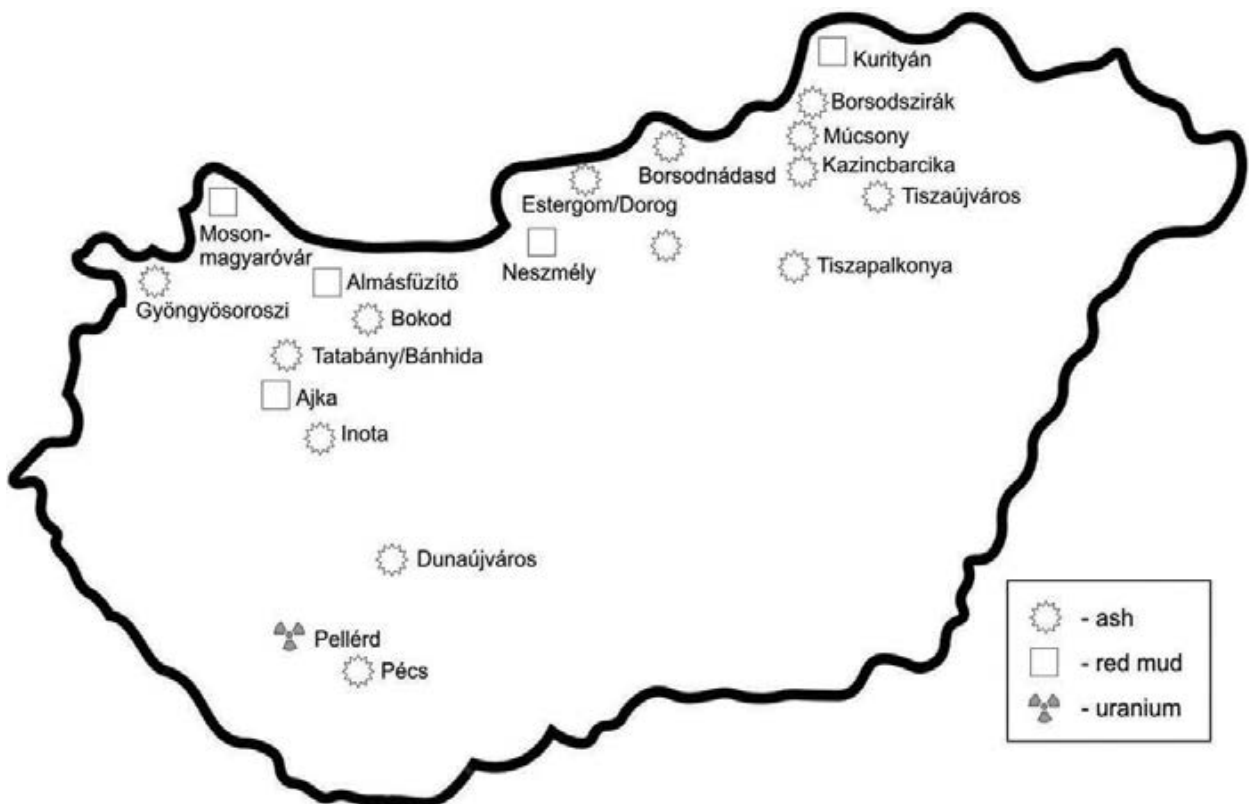 Kurityán
Borsodszirák
Múcsony
Kazincbarcika
Borsodnádasd
Tiszaújváros
Estergom/Dorog
Moson-
magyaróvár
Neszmély
Tiszapalkonya
Almásfüzítő
Gyöngyösoroszi
Bokod
Tatabány/Bánhida
Ajka
Inota
Dunaújváros
Pellérd
Pécs
- ash
- red mud
- uranium